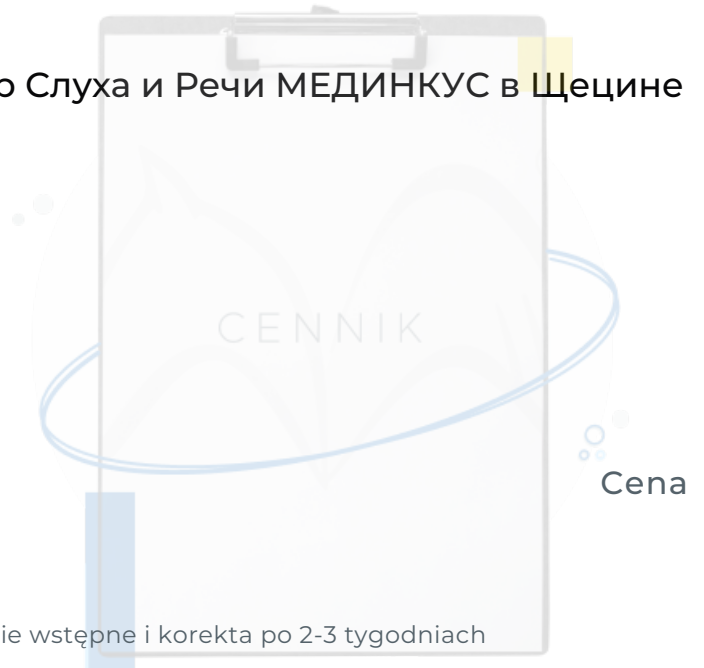 р Слуха и Речи МЕДИНКУС в Щецине
CENNIK
Cena
ie wstępne i korekta po 2-3 tygodniach